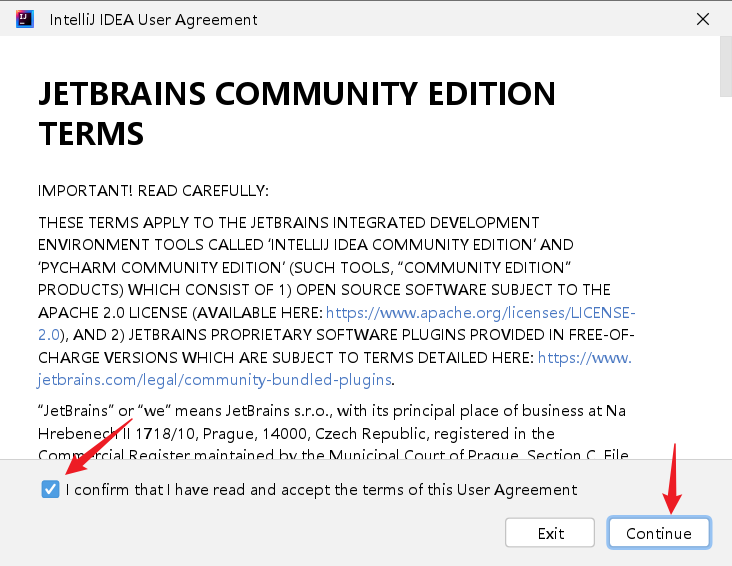 IJ
IntelliJ IDEA User Agreement
JETBRAINS COMMUNITY EDITION
TERMS
IMPORTANT! READ CAREFULLY:
THESE TERMS APPLY TO THE JETBRAINS INTEGRATED DEVELOPMENT
ENVIRONMENT TOOLS CALLED ‘INTELLIJ IDEA COMMUNITY EDITION’ AND
‘PYCHARM COMMUNITY EDITION’ (SUCH TOOLS, “COMMUNITY EDITION”
PRODUCTS) WHICH CONSIST OF 1) OPEN SOURCE SOFTWARE SUBJECT TO THE
APACHE 2.0 LICENSE (AVAILABLE HERE: https://www.apache.org/licenses/LICENSE-
2.0), AND 2) JETBRAINS PROPRIETARY SOFTWARE PLUGINS PROVIDED IN FREE-OF-
CHARGE VERSIONS WHICH ARE SUBJECT TO TERMS DETAILED HERE: https://www.
jetbrains.com/legal/community-bundled-plugins.
“JetBrains” or “we” means JetBrains s.r.o., with its principal place of business at Na
Hrebenech II 1718/10, Prague, 14000, Czech Republic, registered in the
Commercial Register maintained by the Municipal Court of Prague, Section C, File
I confirm that I have read and accept the terms of this User Agreement
Exit
Continue